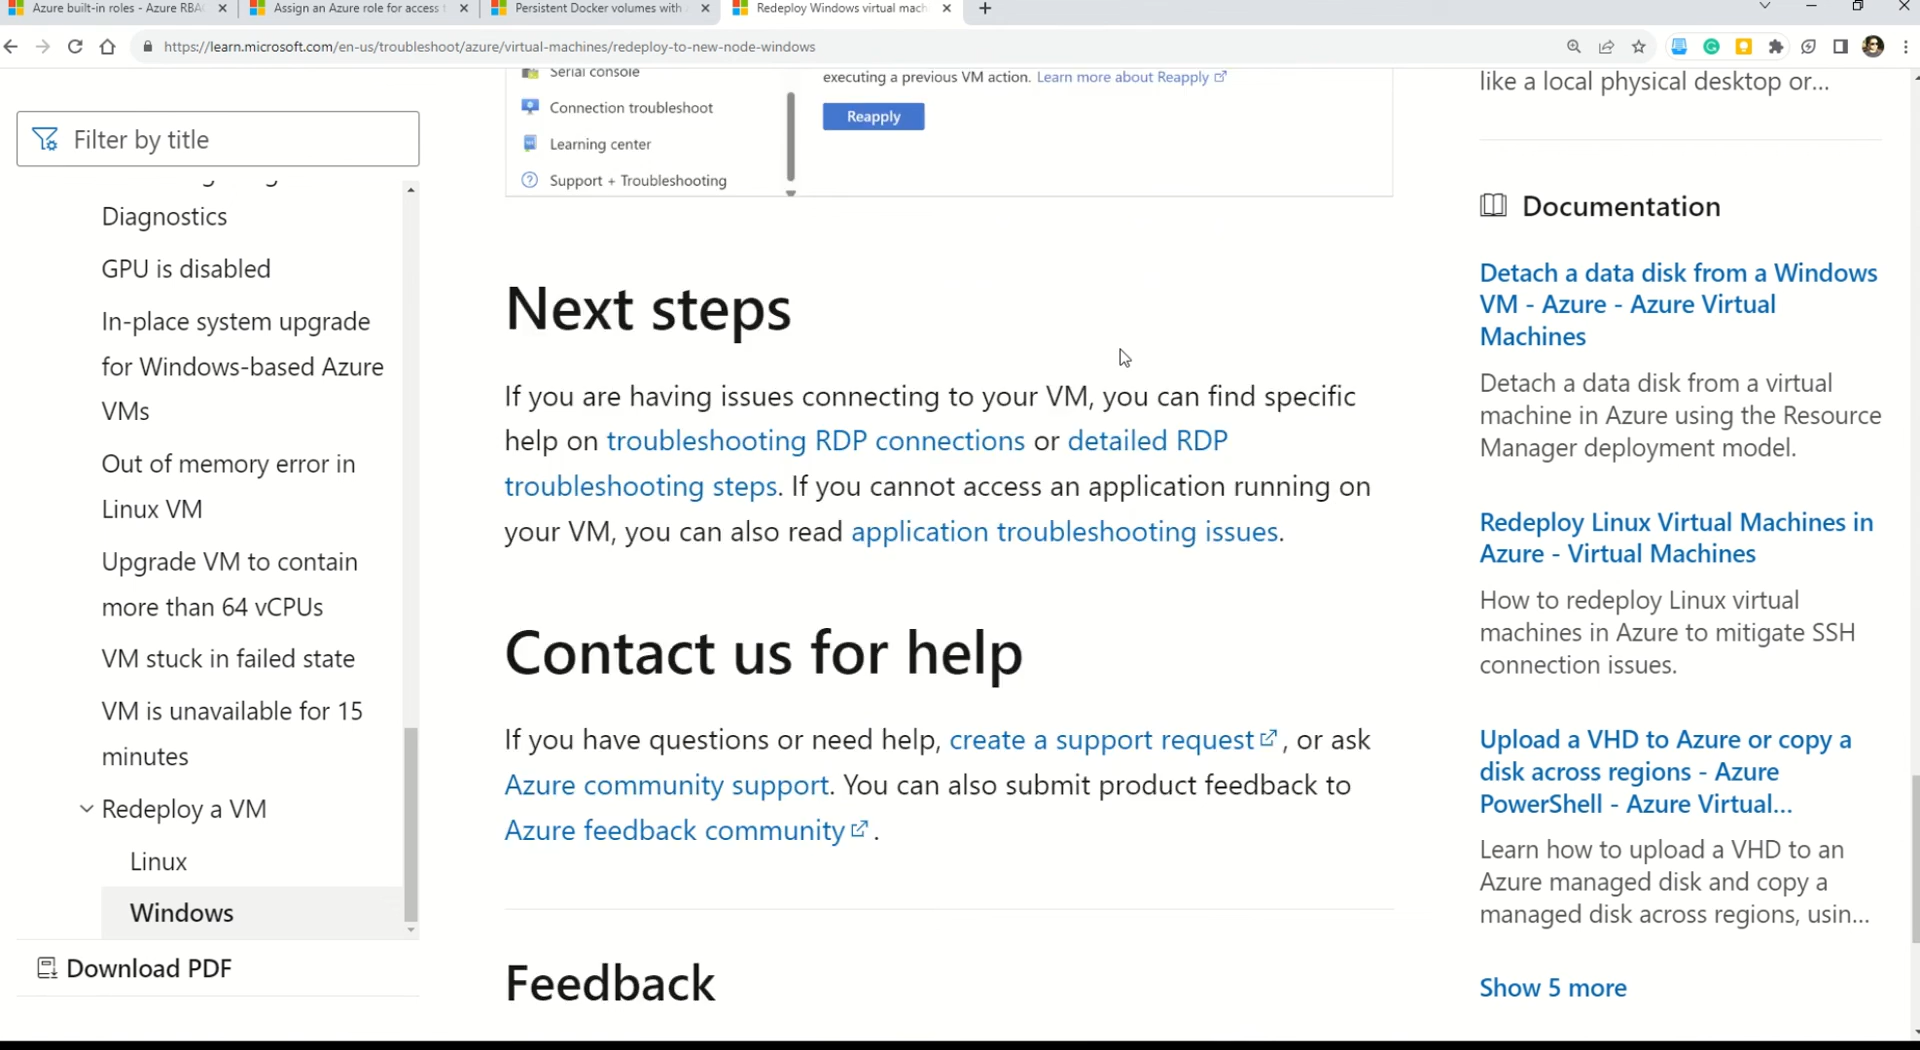 Azure built-in roles - Azure RBA
Assign an Azure role for access
Persistent Docker volumes with
Redeploy Windows virtual mach
https://learn.microsoft.com/en-us/troubleshoot/azure/virtual-machines/redeploy-to-new-node-windows
Filter by title
Diagnostics
GPU is disabled
In-place system upgrade
for Windows-based Azure
VMs
Out of memory error in
Linux VM
Upgrade VM to contain
more than 64 vCPUs
VM stuck in failed state
VM is unavailable for 15
minutes
Redeploy a VM
Linux
Windows
Download PDF
Serial console
Connection troubleshoot
Learning center
Support + Troubleshooting
executing a previous VM action. Learn more about Reapply
Reapply
Next steps
If you are having issues connecting to your VM, you can find specific
help on troubleshooting RDP connections or detailed RDP
troubleshooting steps. If you cannot access an application running on
your VM, you can also read application troubleshooting issues.
Contact us for help
If you have questions or need help, create a support request, or ask
Azure community support. You can also submit product feedback to
Azure feedback community.
Feedback
like a local physical desktop or...
Documentation
Detach a data disk from a Windows
VM - Azure - Azure Virtual
Machines
Detach a data disk from a virtual
machine in Azure using the Resource
Manager deployment model.
Redeploy Linux Virtual Machines in
Azure - Virtual Machines
How to redeploy Linux virtual
machines in Azure to mitigate SSH
connection issues.
Upload a VHD to Azure or copy a
disk across regions - Azure
PowerShell - Azure Virtual...
Learn how to upload a VHD to an
Azure managed disk and copy a
managed disk across regions, usin...
Show 5 more